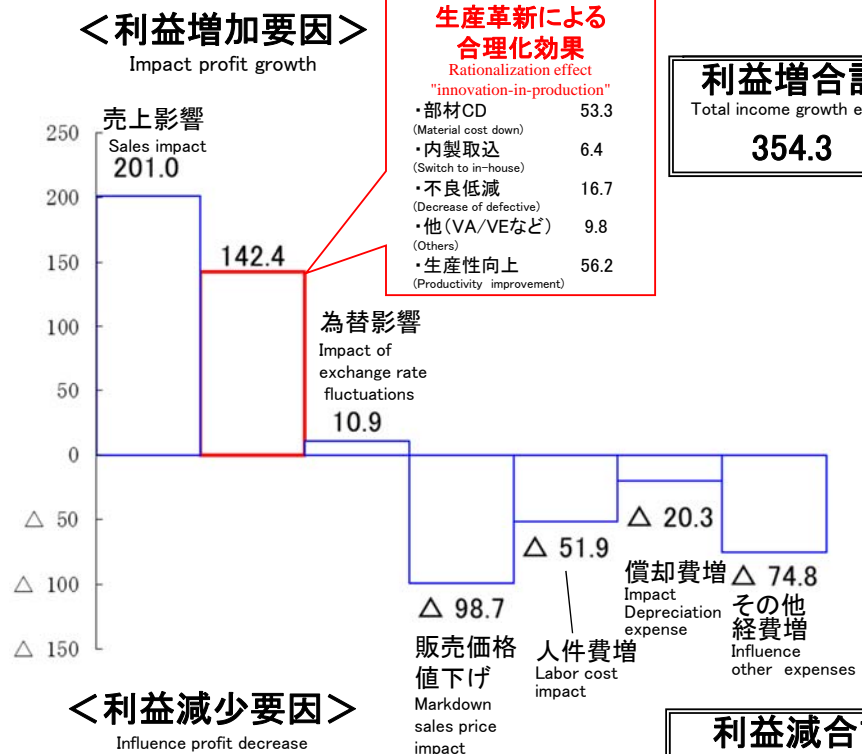 ＜利益増加要因＞
Impact profit growth
生産革新による
合理化効果
Rationalization effect
"innovation-in-production"
・部材CD 53.3
(Material cost down)
・内製取込 6.4
(Switch to in-house)
・不良低減 16.7
(Decrease of defective)
・他(VA/VEなど) 9.8
(Others)
・生産性向上 56.2
(Productivity improvement)
利益増合計
Total income growth e
354.3
売上影響
Sales impact
201.0
142.4
為替影響
Impact of
exchange rate
fluctuations
10.9
250
200
150
100
50
0
△ 50
△ 100
△ 150
△ 98.7
販売価格
値下げ
Markdown
sales price
impact
△ 51.9
人件費増
Labor cost
impact
△ 20.3
償却費増
Impact
Depreciation
expense
△ 74.8
その他
経費増
Influence
other expenses
＜利益減少要因＞
Influence profit decrease
利益減合計